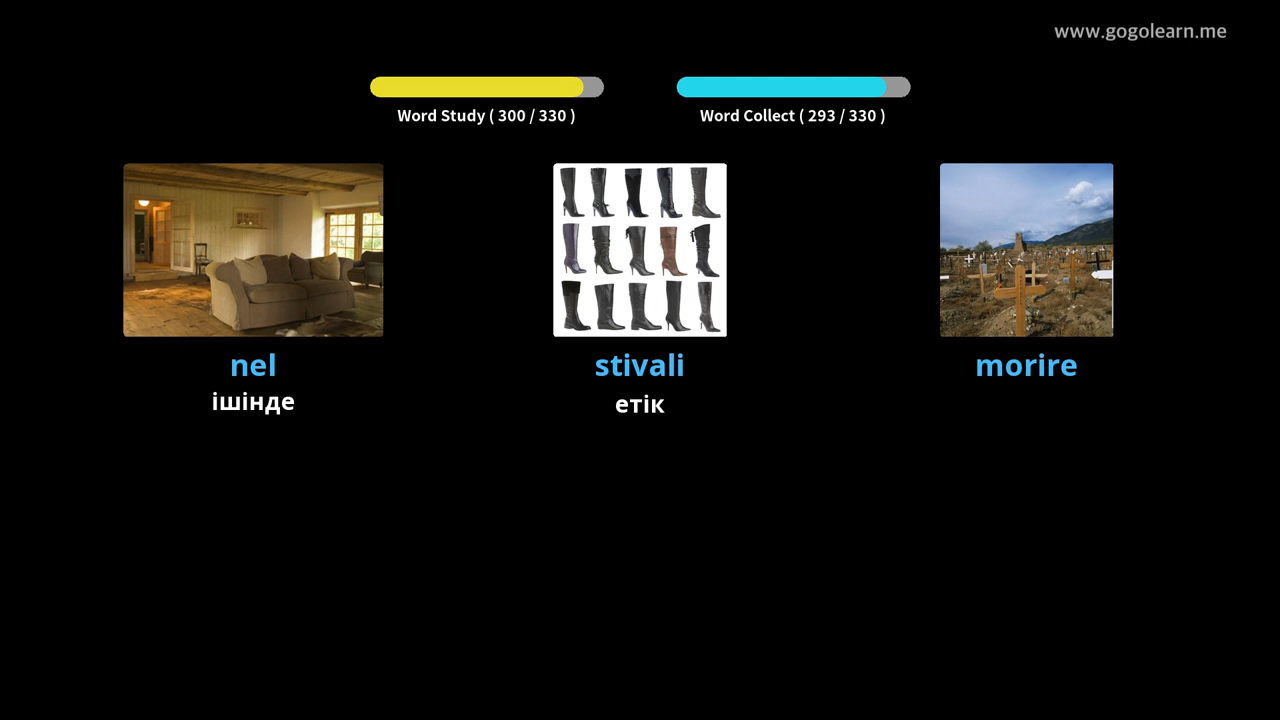 www.gogolearn.me
Word Study ( 300 / 330 )
Word Collect ( 293 / 330 )
nel
stivali
morire
ішінде
етік